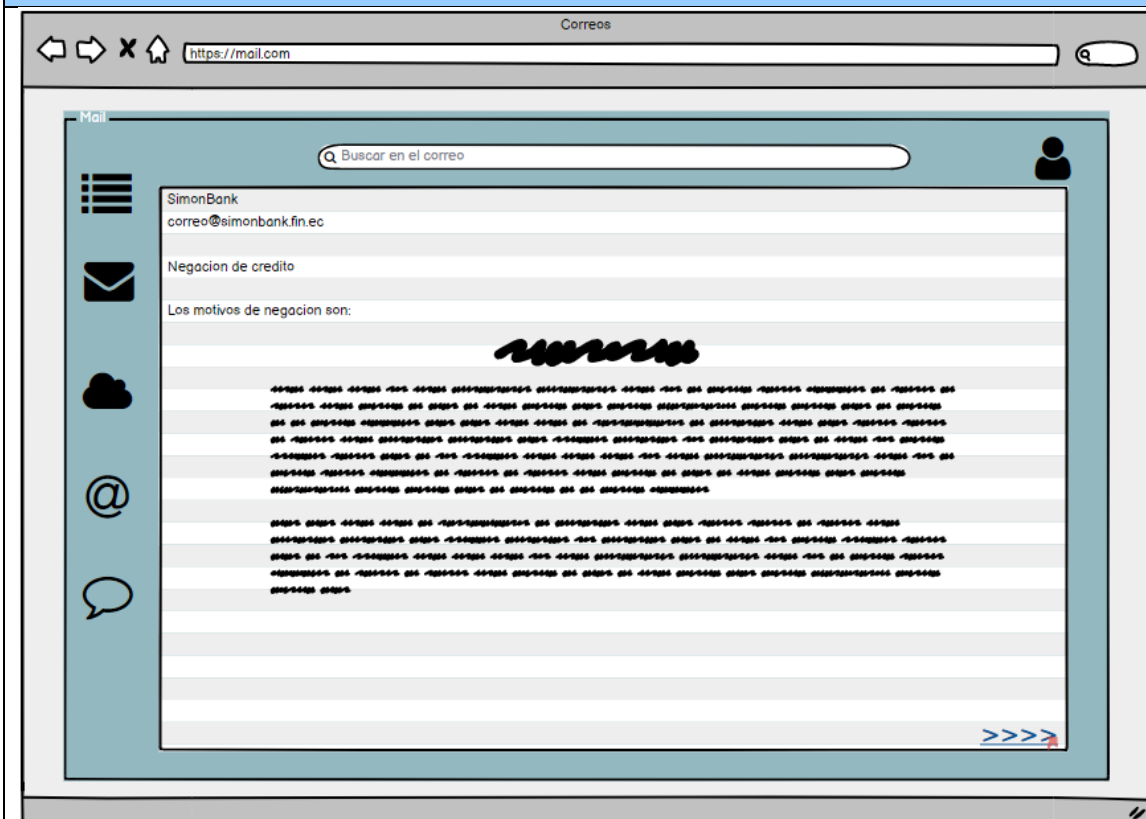 Correos
https://mail.com
Mail
Buscar en el correo
SimonBank
correo@simonbank.fin.ec
Negacion de credito
Los motivos de negacion son:
@
>>>>